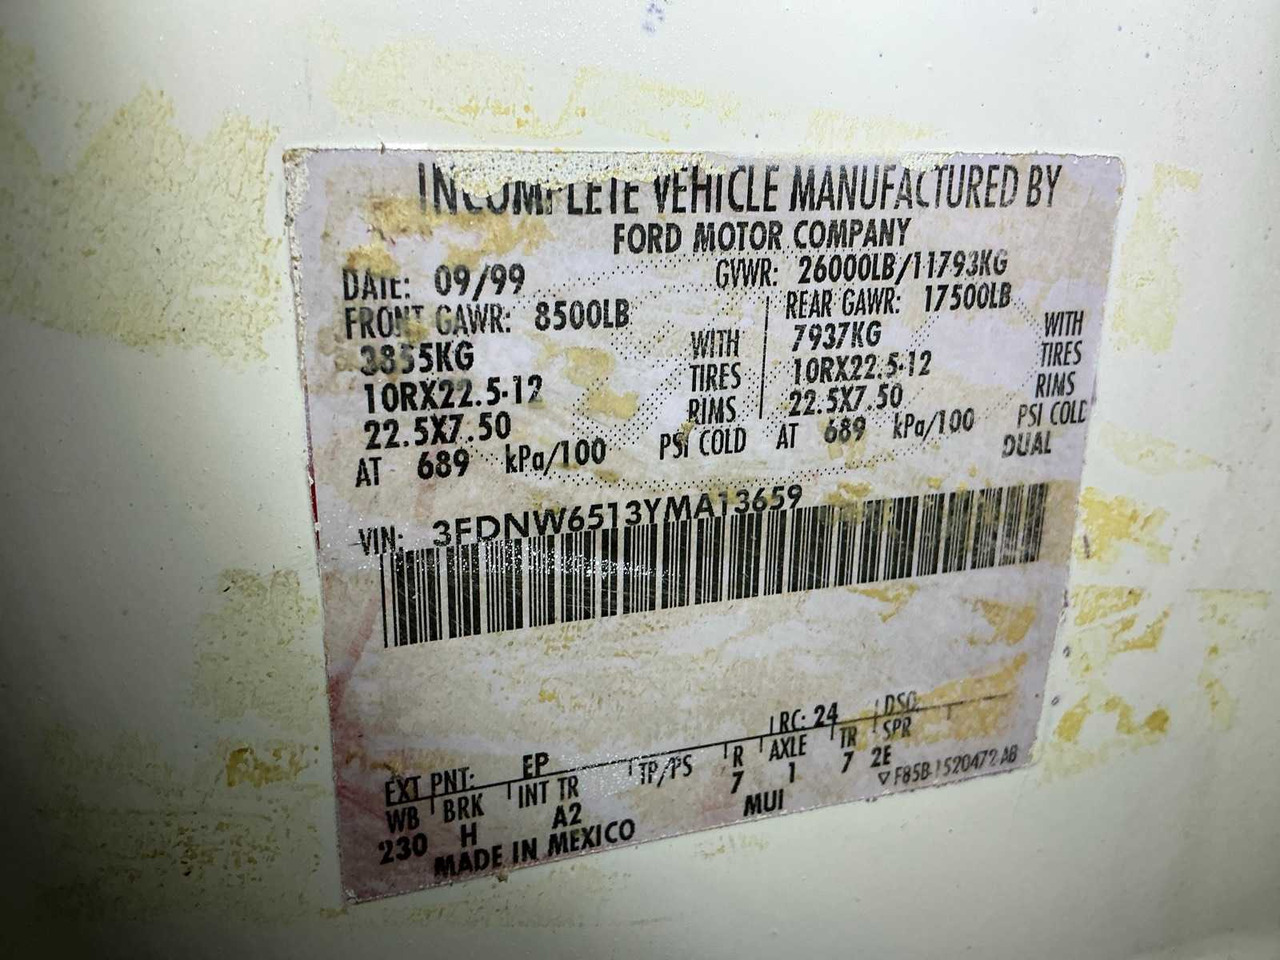 INCOMPLETE VEHICLE MANUFACTURED BY
FORD MOTOR COMPANY
DATE: 09/99 GVWR: 26000LB/11793KG
FRONT GAWR: 8500LB REAR GAWR: 17500LB
3855KG WITH 7937KG WITH
10RX22.5-12 TIRES 10RX22.5-12 TIRES
22.5X7.50 RIMS 22.5X7.50 RIMS
AT 689 kPa/100 PSI COLD AT 689 kPa/100 PSI COLD
DUAL
VIN: 3FDNW6513YMA13659
EXT PNT: EP RC: 24 DSO:
WB BRK INT TR TP/PS R AXLE TR SPR
230 H A2 7 1 7 2E
MADE IN MEXICO MUI F85B-1520472-AB